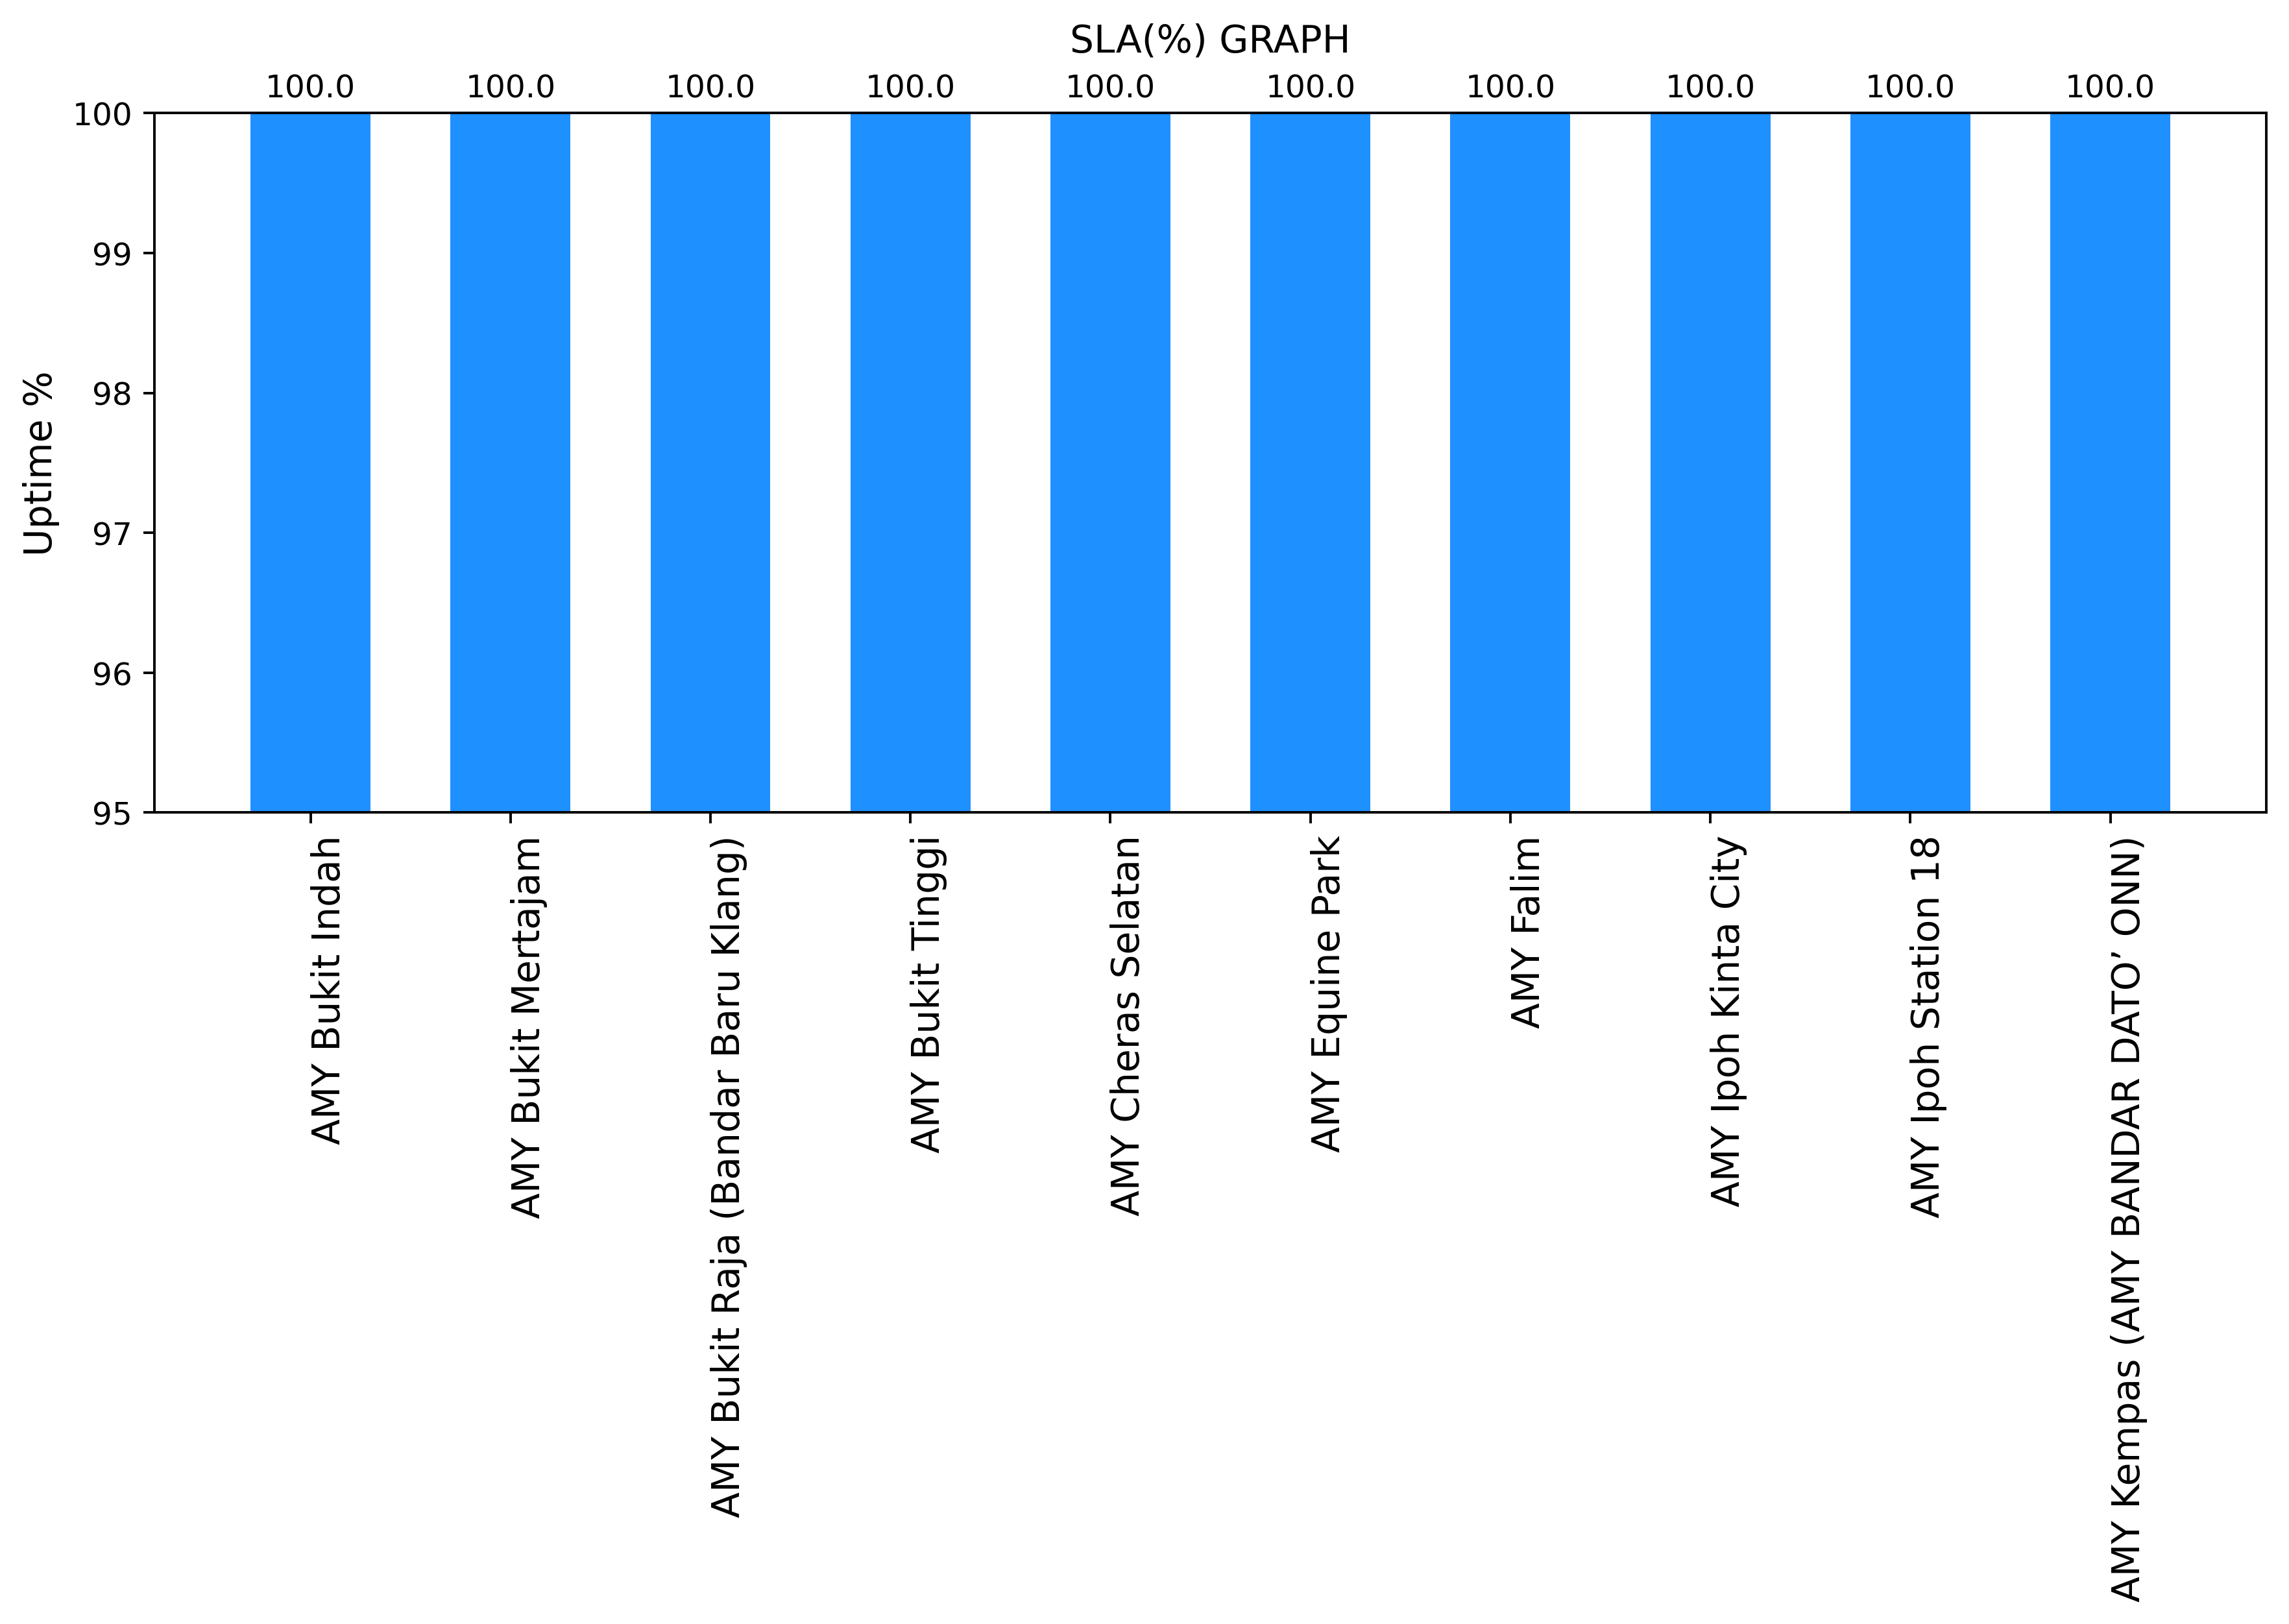 SLA(%) GRAPH
100.0 100.0 100.0 100.0 100.0 100.0 100.0 100.0 100.0 100.0
100
99
98
97
96
95
Uptime %
AMY Bukit Indah
AMY Bukit Mertajam
AMY Bukit Raja (Bandar Baru Klang)
AMY Bukit Tinggi
AMY Cheras Selatan
AMY Equine Park
AMY Falim
AMY Ipoh Kinta City
AMY Ipoh Station 18
AMY Kempas (AMY BANDAR DATO’ ONN)